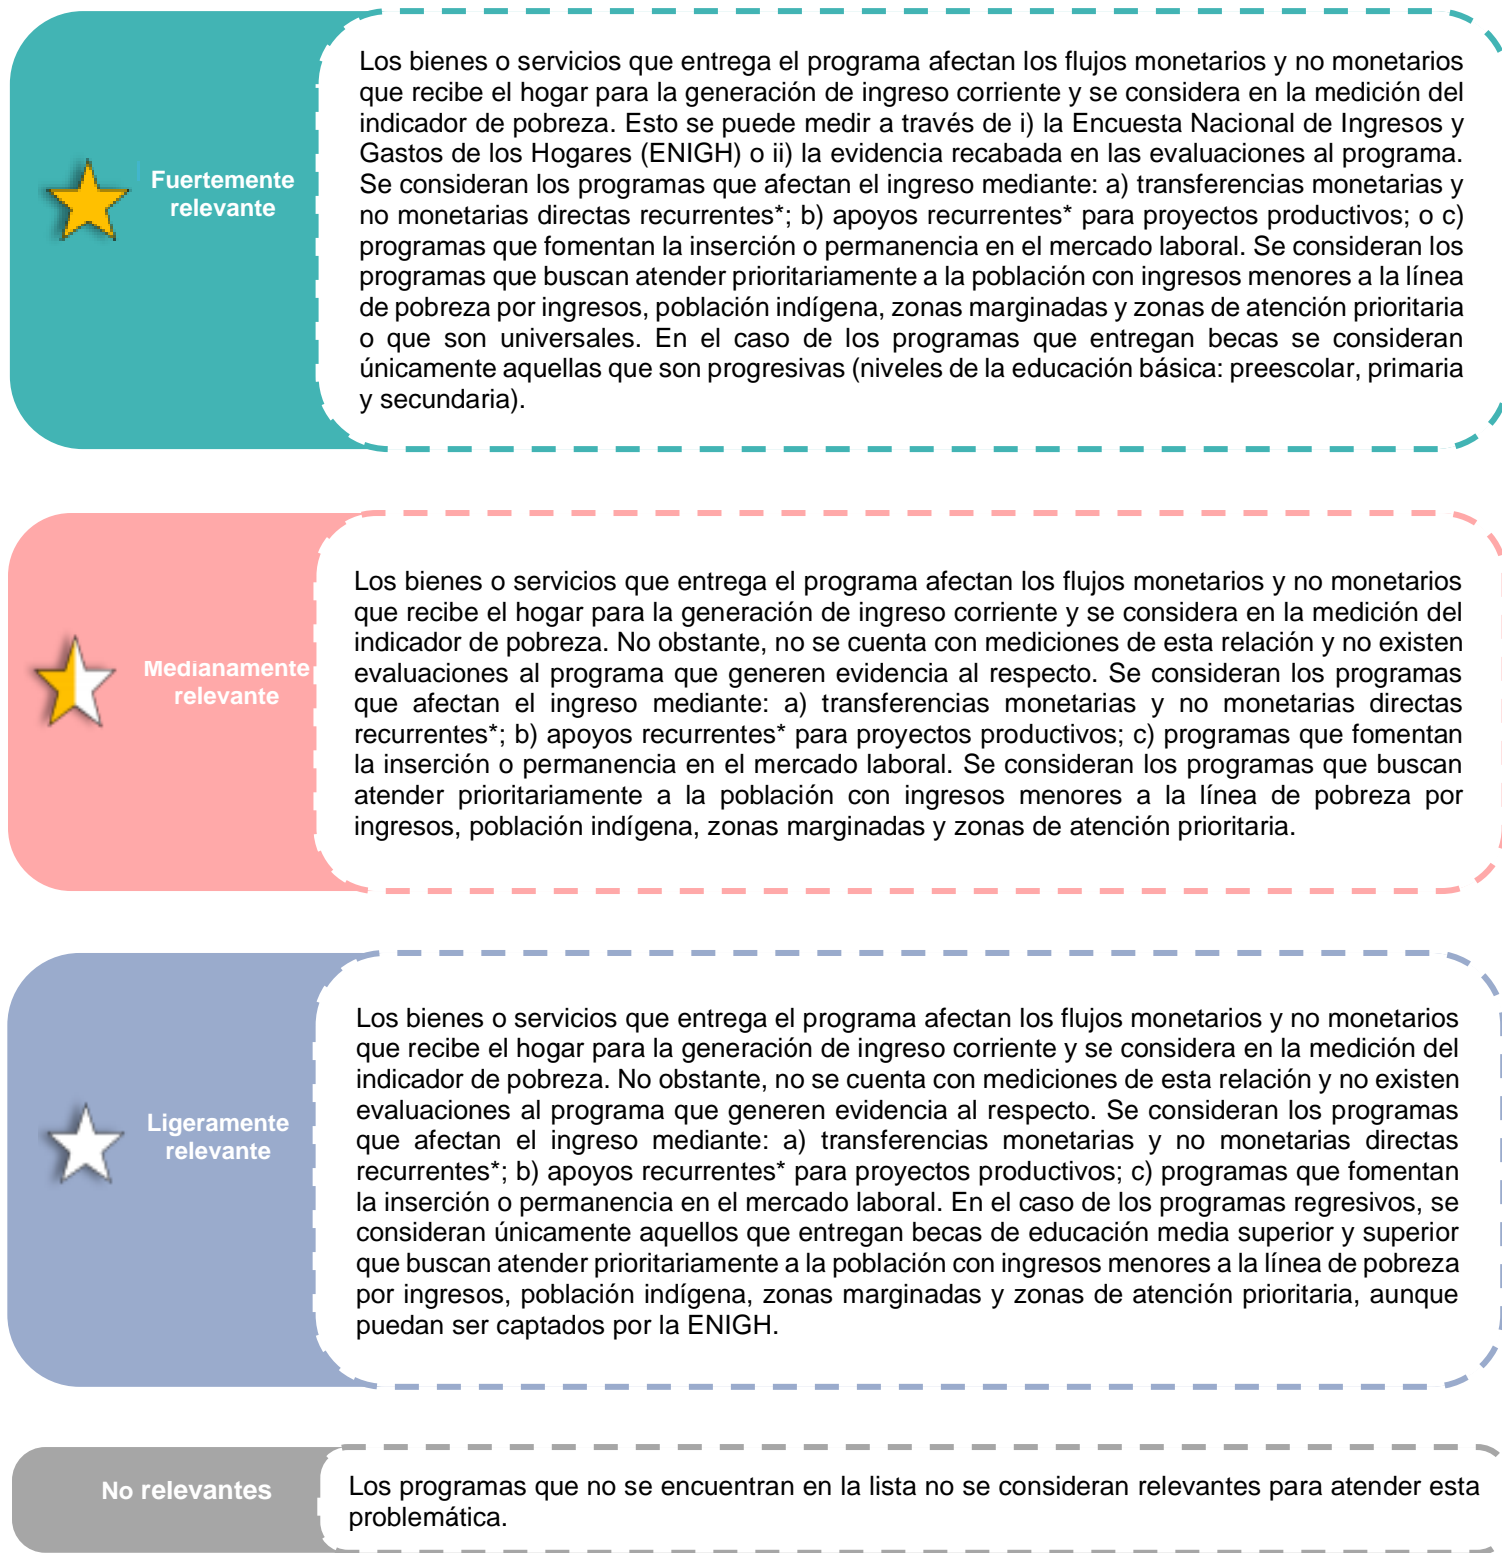 Fuertemente
relevante
Los bienes o servicios que entrega el programa afectan los flujos monetarios y no monetarios
que recibe el hogar para la generación de ingreso corriente y se considera en la medición del
indicador de pobreza. Esto se puede medir a través de i) la Encuesta Nacional de Ingresos y
Gastos de los Hogares (ENIGH) o ii) la evidencia recabada en las evaluaciones al programa.
Se consideran los programas que afectan el ingreso mediante: a) transferencias monetarias y
no monetarias directas recurrentes*; b) apoyos recurrentes* para proyectos productivos; o c)
programas que fomentan la inserción o permanencia en el mercado laboral. Se consideran los
programas que buscan atender prioritariamente a la población con ingresos menores a la línea
de pobreza por ingresos, población indígena, zonas marginadas y zonas de atención prioritaria
o que son universales. En el caso de los programas que entregan becas se consideran
únicamente aquellas que son progresivas (niveles de la educación básica: preescolar, primaria
y secundaria).
Medianamente
relevante
Los bienes o servicios que entrega el programa afectan los flujos monetarios y no monetarios
que recibe el hogar para la generación de ingreso corriente y se considera en la medición del
indicador de pobreza. No obstante, no se cuenta con mediciones de esta relación y no existen
evaluaciones al programa que generen evidencia al respecto. Se consideran los programas
que afectan el ingreso mediante: a) transferencias monetarias y no monetarias directas
recurrentes*; b) apoyos recurrentes* para proyectos productivos; c) programas que fomentan
la inserción o permanencia en el mercado laboral. Se consideran los programas que buscan
atender prioritariamente a la población con ingresos menores a la línea de pobreza por
ingresos, población indígena, zonas marginadas y zonas de atención prioritaria.
Ligeramente
relevante
Los bienes o servicios que entrega el programa afectan los flujos monetarios y no monetarios
que recibe el hogar para la generación de ingreso corriente y se considera en la medición del
indicador de pobreza. No obstante, no se cuenta con mediciones de esta relación y no existen
evaluaciones al programa que generen evidencia al respecto. Se consideran los programas
que afectan el ingreso mediante: a) transferencias monetarias y no monetarias directas
recurrentes*; b) apoyos recurrentes* para proyectos productivos; c) programas que fomentan
la inserción o permanencia en el mercado laboral. En el caso de los programas regresivos, se
consideran únicamente aquellos que entregan becas de educación media superior y superior
que buscan atender prioritariamente a la población con ingresos menores a la línea de pobreza
por ingresos, población indígena, zonas marginadas y zonas de atención prioritaria, aunque
puedan ser captados por la ENIGH.
No relevantes
Los programas que no se encuentran en la lista no se consideran relevantes para atender esta
problemática.